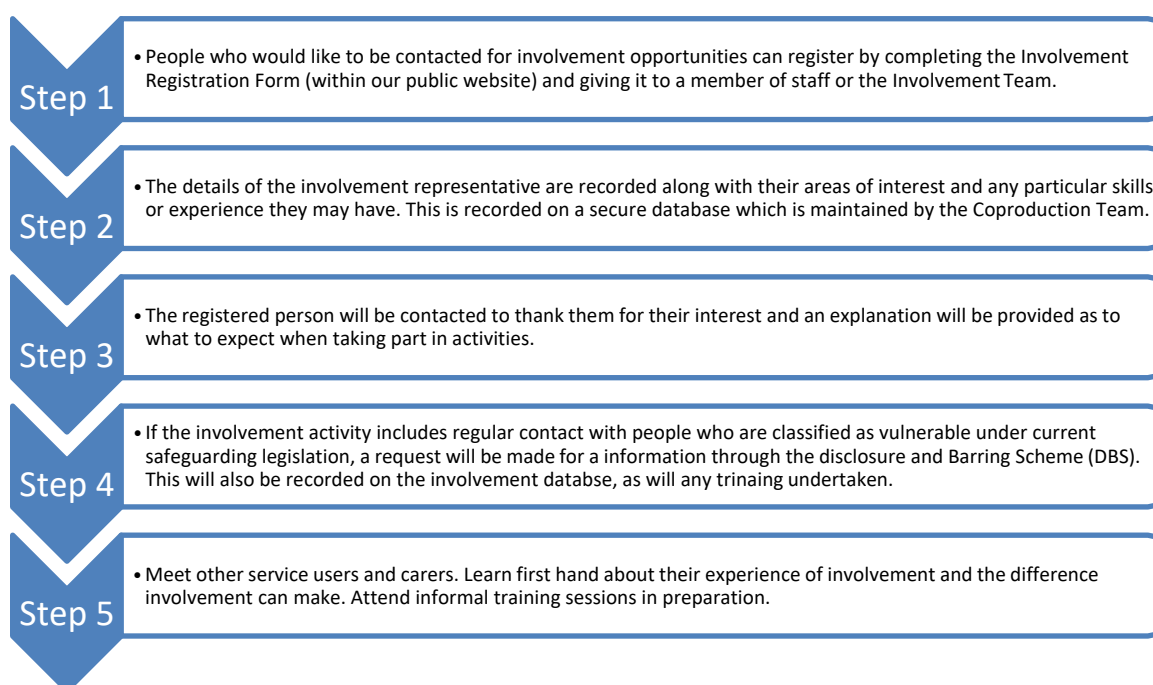 Step 1
• People who would like to be contacted for involvement opportunities can register by completing the Involvement
Registration Form (within our public website) and giving it to a member of staff or the Involvement Team.
Step 2
• The details of the involvement representative are recorded along with their areas of interest and any particular skills
or experience they may have. This is recorded on a secure database which is maintained by the Coproduction Team.
Step 3
• The registered person will be contacted to thank them for their interest and an explanation will be provided as to
what to expect when taking part in activities.
Step 4
• If the involvement activity includes regular contact with people who are classified as vulnerable under current
safeguarding legislation, a request will be made for a information through the disclosure and Barring Scheme (DBS).
This will also be recorded on the involvement databse, as will any trinaing undertaken.
Step 5
• Meet other service users and carers. Learn first hand about their experience of involvement and the difference
involvement can make. Attend informal training sessions in preparation.